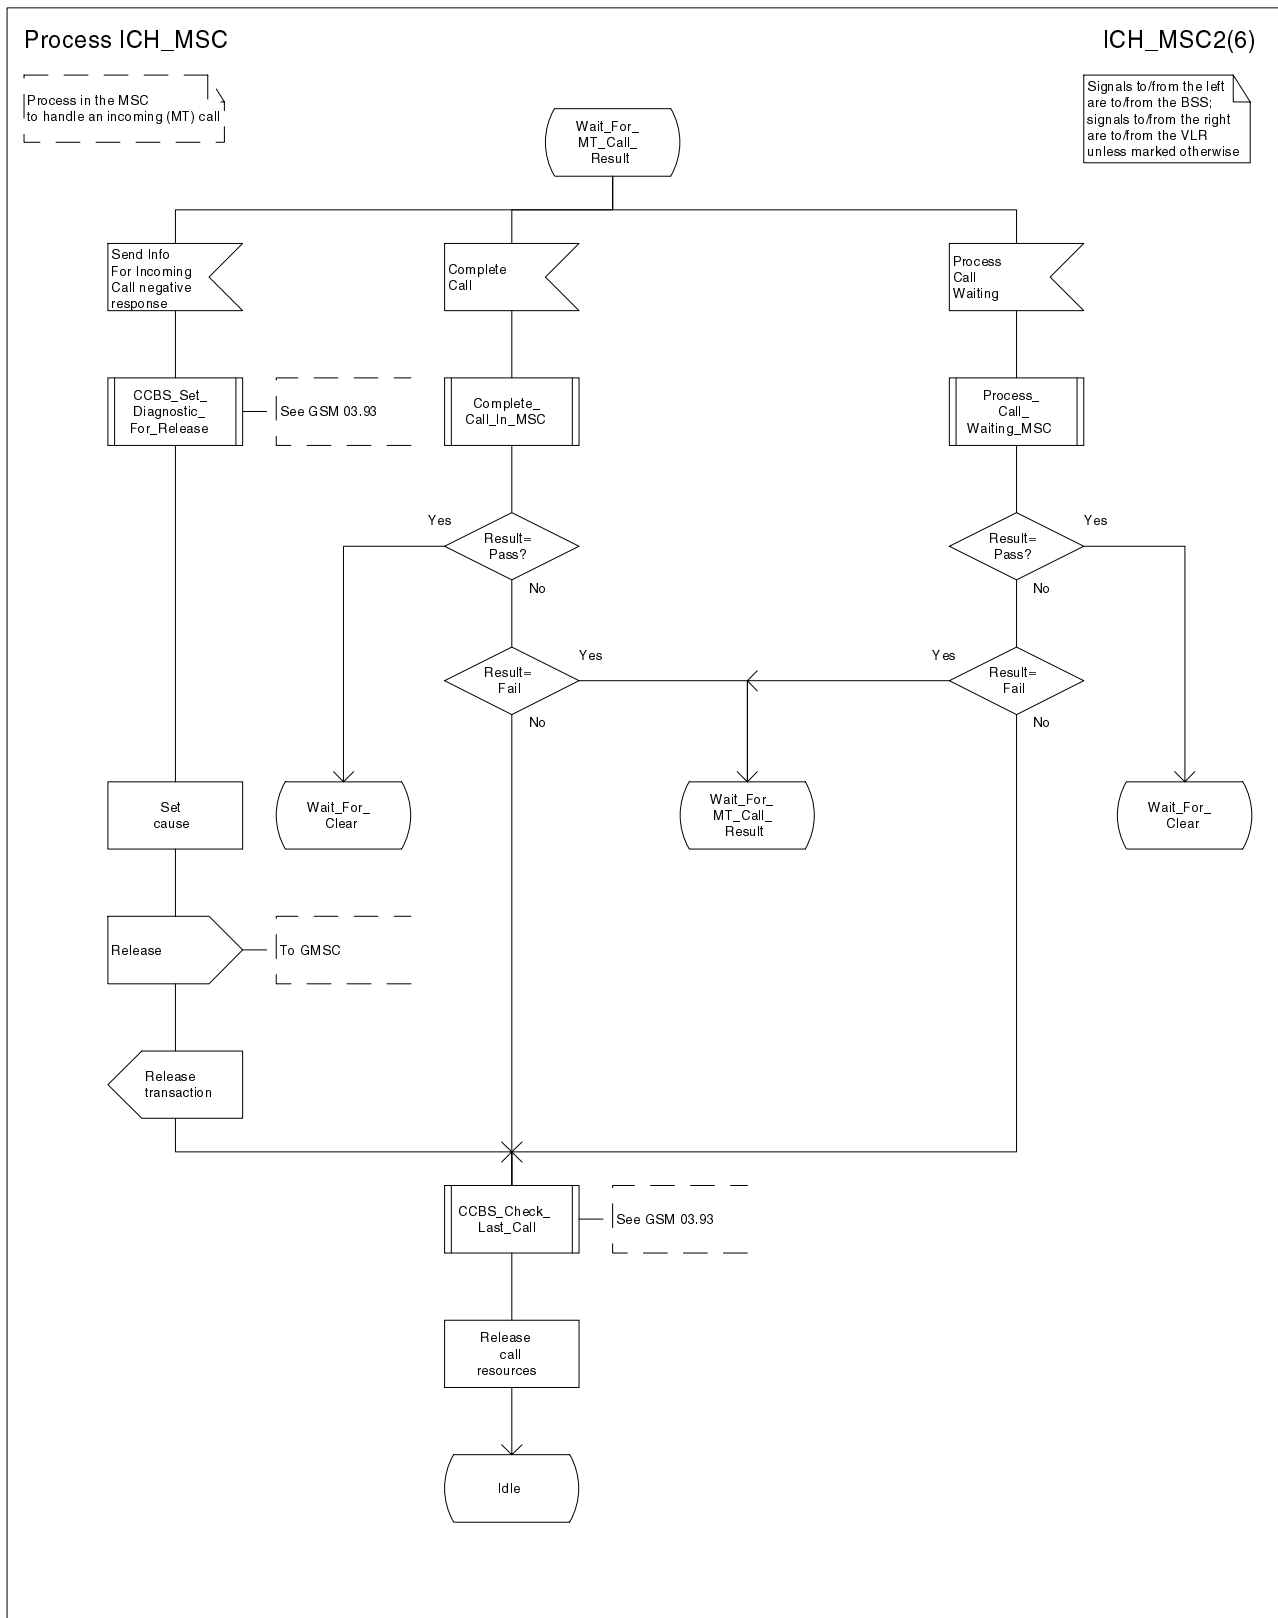 Process ICH_MSC
ICH_MSC2(6)
Process in the MSC
to handle an incoming (MT) call
Signals to/from the left
are to/from the BSS;
signals to/from the right
are to/from the VLR
unless marked otherwise
Wait_For_
MT_Call_
Result
Send Info
For Incoming
Call negative
response
Complete
Call
Process
Call
Waiting
CCBS_Set_
Diagnostic_
For_Release
See GSM 03.93
Complete_
Call_In_MSC
Process_
Call_
Waiting_MSC
Yes
Result=
Pass?
No
Result=
Pass?
Yes
No
Result=
Fail
Yes
No
Yes
Result=
Fail
No
Set
cause
Wait_For_
Clear
Wait_For_
MT_Call_
Result
Wait_For_
Clear
Release
To GMSC
Release
transaction
CCBS_Check_
Last_Call
See GSM 03.93
Release
call
resources
Idle